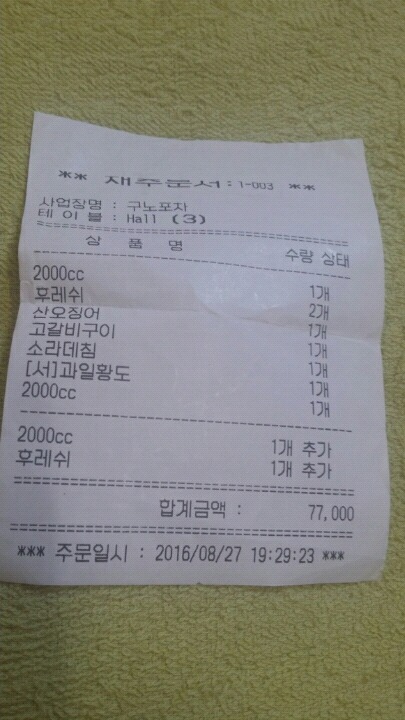 ** 재주문서:1-003 **
사업장명 : 구노포차
테 이 블 : Hall (3)
상 품 명 수량 상태
2000cc 1개
후레쉬 2개
산오징어 1개
고갈비구이 1개
소라데침 1개
[서]과일황도 1개
2000cc 1개
2000cc 1개 추가
후레쉬 1개 추가
합계금액 : 77,000
*** 주문일시 : 2016/08/27 19:29:23 ***